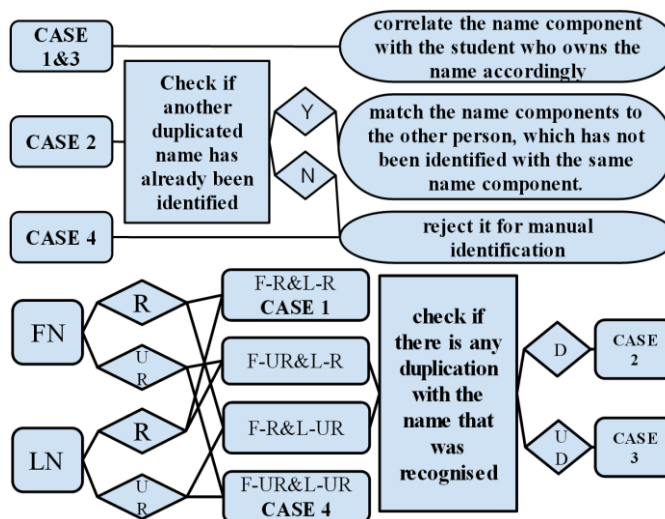 CASE
1&3
correlate the name component
with the student who owns the
name accordingly
CASE 2
Check if
another
duplicated
name has
already been
identified
Y
N
match the name components
to the other person, which has not
been identified with the same
name component.
CASE 4
reject it for manual
identification
FN
R
U
R
LN
R
U
R
F-R&L-R
CASE 1
F-UR&L-R
F-R&L-UR
F-UR&L-UR
CASE 4
check if
there is any
duplication
with the
name that
was
recognised
D
CASE
2
U
D
CASE
3